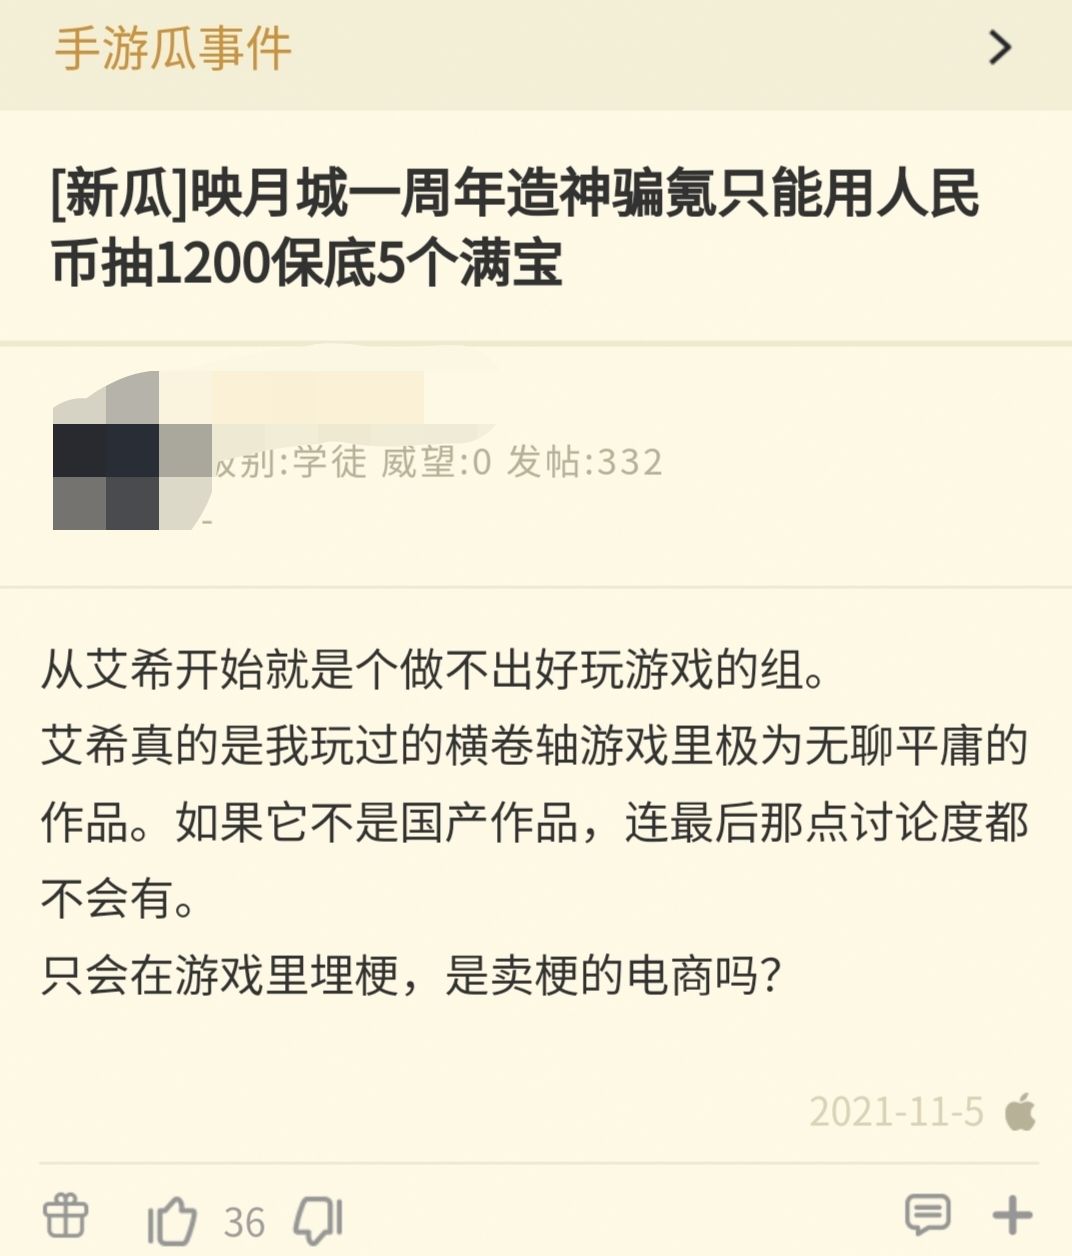 手游瓜事件
[新瓜]映月城一周年造神骗氪只能用人民
币抽1200保底5个满宝
别:学徒 威望:0 发帖:332
-
从艾希开始就是个做不出好玩游戏的组。
艾希真的是我玩过的横卷轴游戏里极为无聊平庸的
作品。如果它不是国产作品，连最后那点讨论度都
不会有。
只会在游戏里埋梗，是卖梗的电商吗？
2021-11-5
36